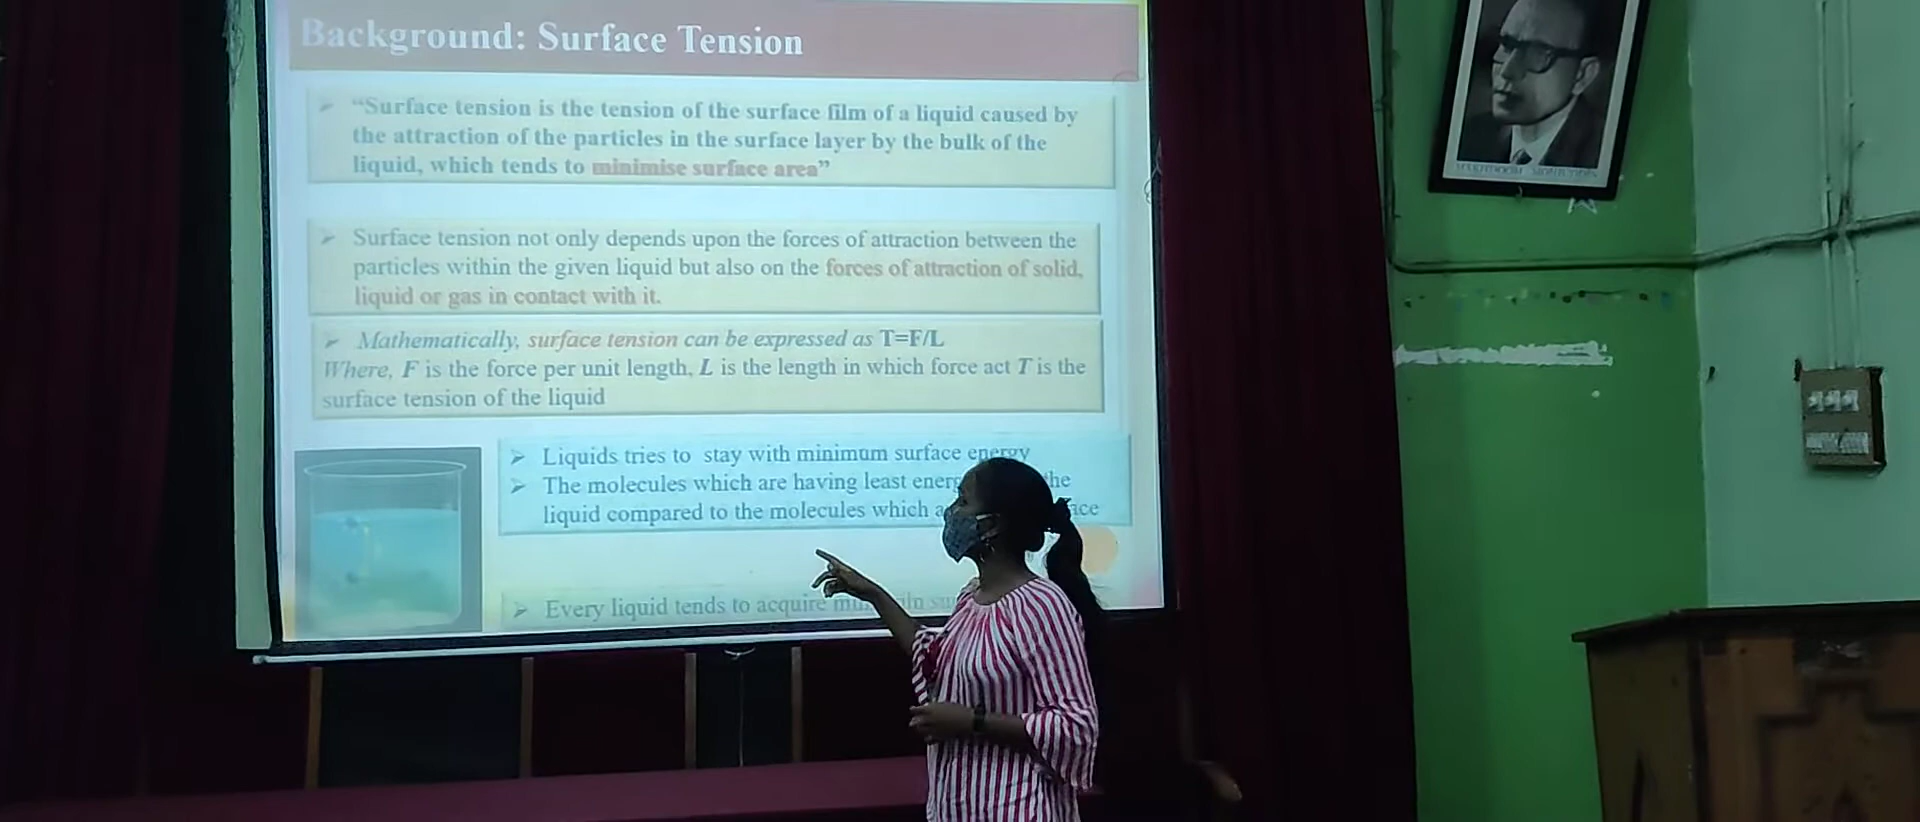 Background: Surface Tension
➢ “Surface tension is the tension of the surface film of a liquid caused by
the attraction of the particles in the surface layer by the bulk of the
liquid, which tends to minimise surface area”
➢ Surface tension not only depends upon the forces of attraction between the
particles within the given liquid but also on the forces of attraction of solid,
liquid or gas in contact with it.
➢ Mathematically, surface tension can be expressed as T=F/L
Where, F is the force per unit length, L is the length in which force act T is the
surface tension of the liquid
➢ Liquids tries to stay with minimum surface energy
➢ The molecules which are having least the
liquid compared to the molecules which
➢ Every liquid tends to acquire